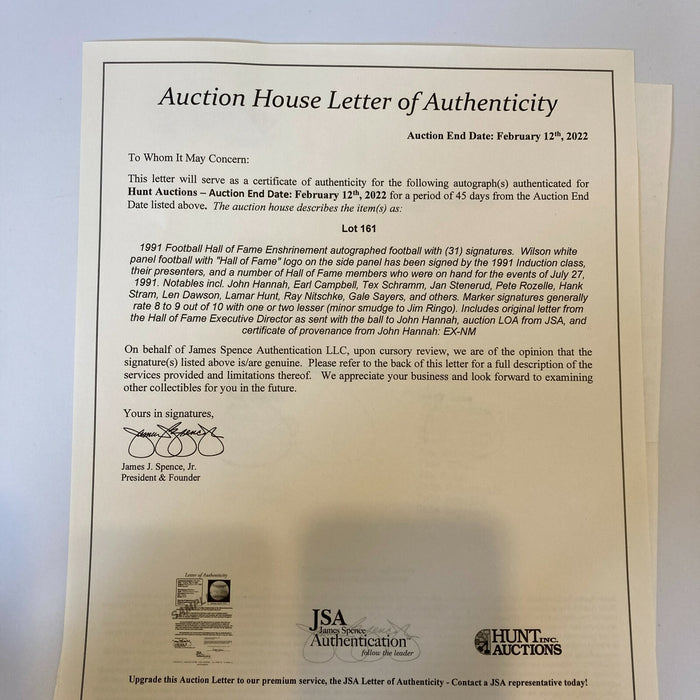 Auction House Letter of Authenticity
Auction End Date: February 12th, 2022
To Whom It May Concern:
This letter will serve as a certificate of authenticity for the following autograph(s) authenticated for
Hunt Auctions – Auction End Date: February 12th, 2022 for a period of 45 days from the Auction End
Date listed above. The auction house describes the item(s) as:
Lot 161
1991 Football Hall of Fame Enshrinement autographed football with (31) signatures. Wilson white
panel football with "Hall of Fame" logo on the side panel has been signed by the 1991 Induction class,
their presenters, and a number of Hall of Fame members who were on hand for the events of July 27,
1991. Notables incl. John Hannah, Earl Campbell, Tex Schramm, Jan Stenerud, Pete Rozelle, Hank
Stram, Len Dawson, Lamar Hunt, Ray Nitschke, Gale Sayers, and others. Marker signatures generally
rate 8 to 9 out of 10 with one to two lesser (minor smudge to Jim Ringo). Includes original letter from
the Hall of Fame Executive Director as sent with the ball to John Hannah, auction LOA from JSA, and
certificate of provenance from John Hannah: EX-NM
On behalf of James Spence Authentication LLC, upon cursory review, we are of the opinion that the
signature(s) listed above is/are genuine. Please refer to the back of this letter for a full description of the
services provided and limitations thereof. We appreciate your business and look forward to examining
other collectibles for you in the future.
Yours in signatures,
James J. Spence, Jr.
President & Founder
Letter of Authenticity
SAMPLE
JSA
James Spence
Authentication
follow the leader
HUNT INC.
AUCTIONS
Upgrade this Auction Letter to our premium service, the JSA Letter of Authenticity - Contact a JSA representative today!